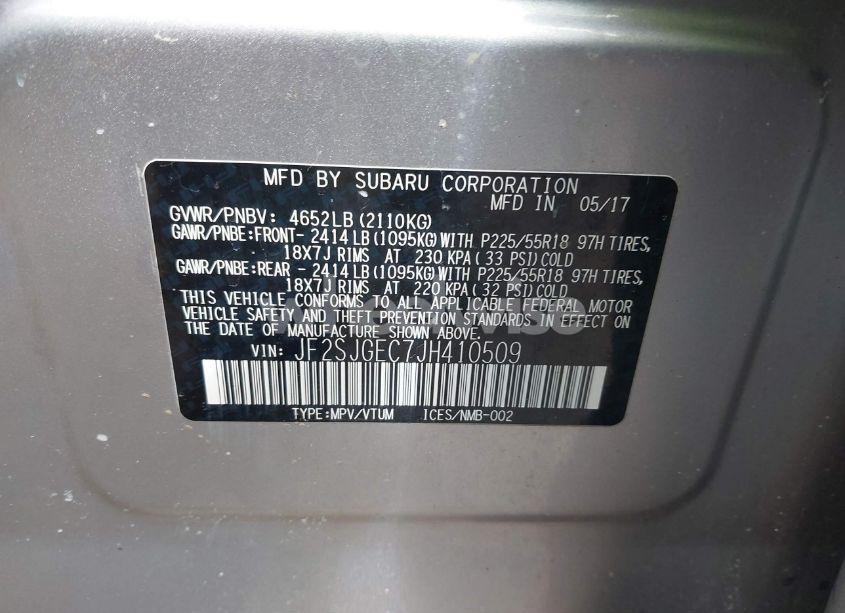 MFD BY SUBARU CORPORATION
MFD IN 05/17
GVWR/PNBV: 4652LB(2110KG)
GAWR/PNBE:FRONT- 2414LB(1095KG)WITH P225/55R18 97H TIRES,
18X7J RIMS AT 230 KPA(33 PSI)COLD
GAWR/PNBE:REAR - 2414LB(1095KG)WITH P225/55R18 97H TIRES,
18X7J RIMS AT 220 KPA(32 PSI)COLD
THIS VEHICLE CONFORMS TO ALL APPLICABLE FEDERAL MOTOR
VEHICLE SAFETY AND THEFT PREVENTION STANDARDS IN EFFECT ON
THE DATE OF MANUFACTURE SHOWN ABOVE.
VIN: JF2SJGEC7JH410509
TYPE:MPV/VTUM ICES/NMB-002